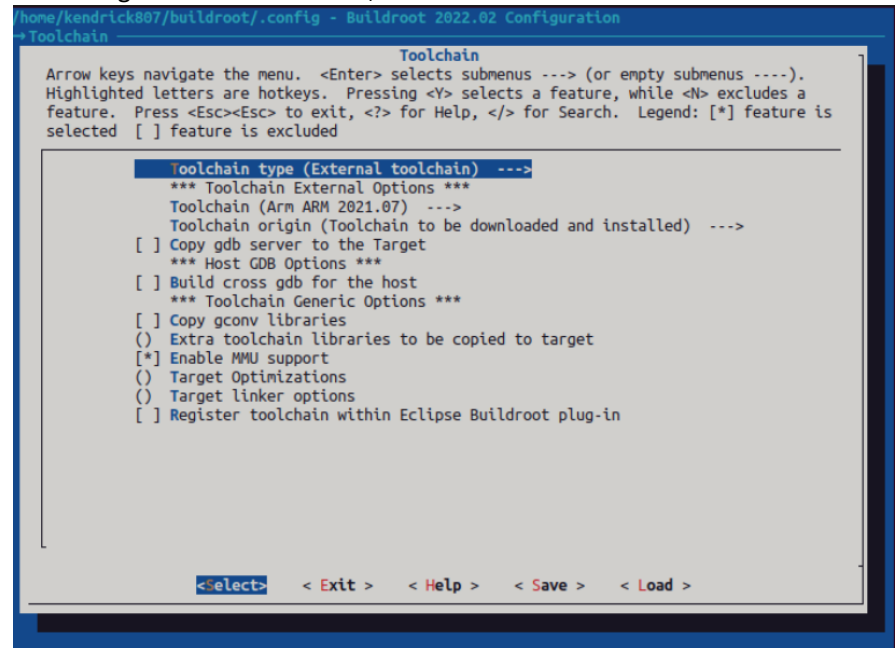 /home/kendrick807/buildroot/.config - Buildroot 2022.02 Configuration
→ Toolchain
Toolchain
Arrow keys navigate the menu.  <Enter> selects submenus ---> (or empty submenus ----).
Highlighted letters are hotkeys.  Pressing <Y> selects a feature, while <N> excludes a
feature.  Press <Esc><Esc> to exit, <?> for Help, </> for Search.  Legend: [*] feature is
selected  [ ] feature is excluded
Toolchain type (External toolchain)  --->
*** Toolchain External Options ***
Toolchain (Arm ARM 2021.07)  --->
Toolchain origin (Toolchain to be downloaded and installed)  --->
[ ] Copy gdb server to the Target
*** Host GDB Options ***
[ ] Build cross gdb for the host
*** Toolchain Generic Options ***
[ ] Copy gconv libraries
()  Extra toolchain libraries to be copied to target
[*] Enable MMU support
()  Target Optimizations
()  Target linker options
[ ] Register toolchain within Eclipse Buildroot plug-in
<Select>    < Exit >    < Help >    < Save >    < Load >